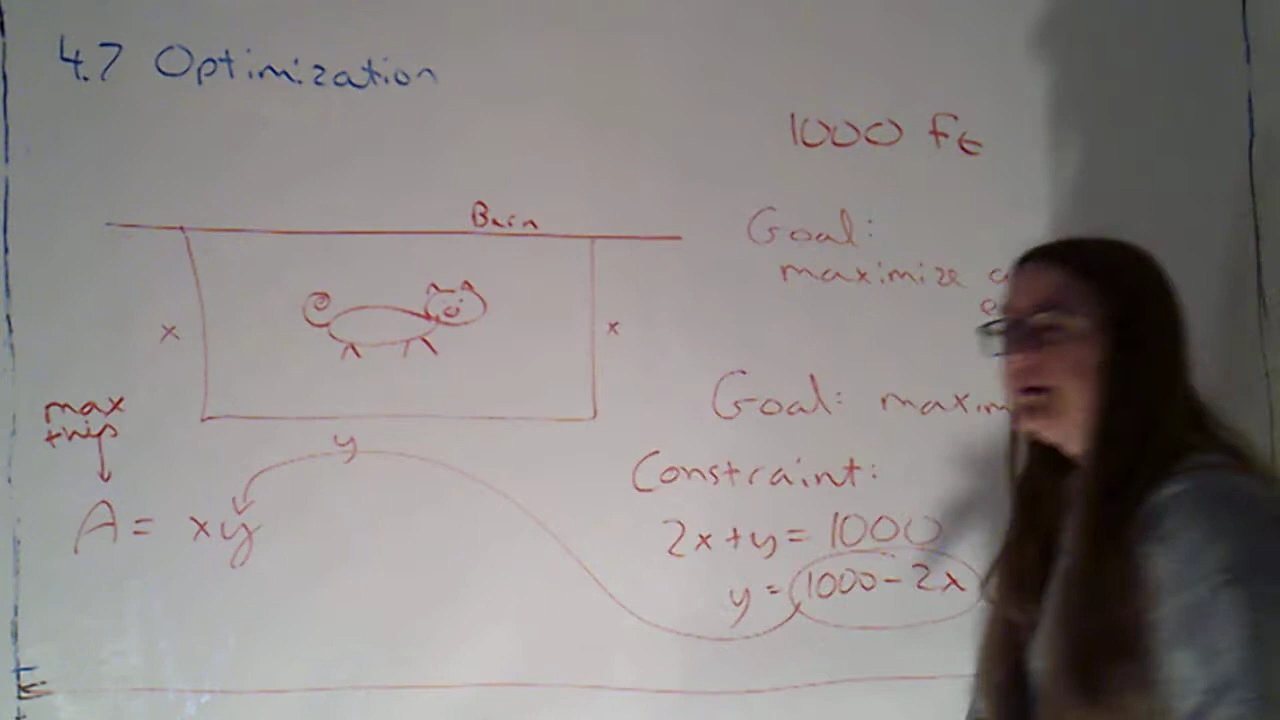 4.7 Optimization
1000 ft
Barn
Goal:
maximize
x
x
max
this
Goal: maxim
y
Constraint:
A = xy
2x+y = 1000
y = 1000 - 2x